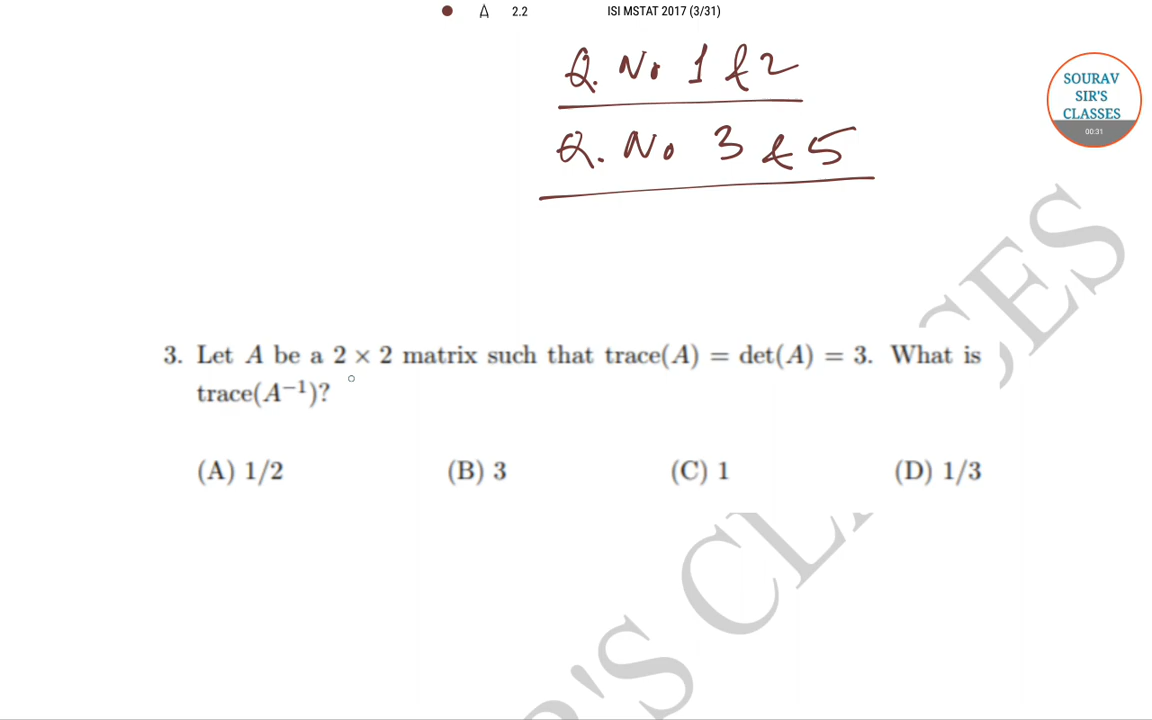 2.2 ISI MSTAT 2017 (3/31)
Q. No 1 & 2
Q. No 3 & 5
SOURAV
SIR'S
CLASSES
00:31
3. Let A be a 2 × 2 matrix such that trace(A) = det(A) = 3. What is
trace(A⁻¹)?
(A) 1/2 (B) 3 (C) 1 (D) 1/3
R'S CLASSES